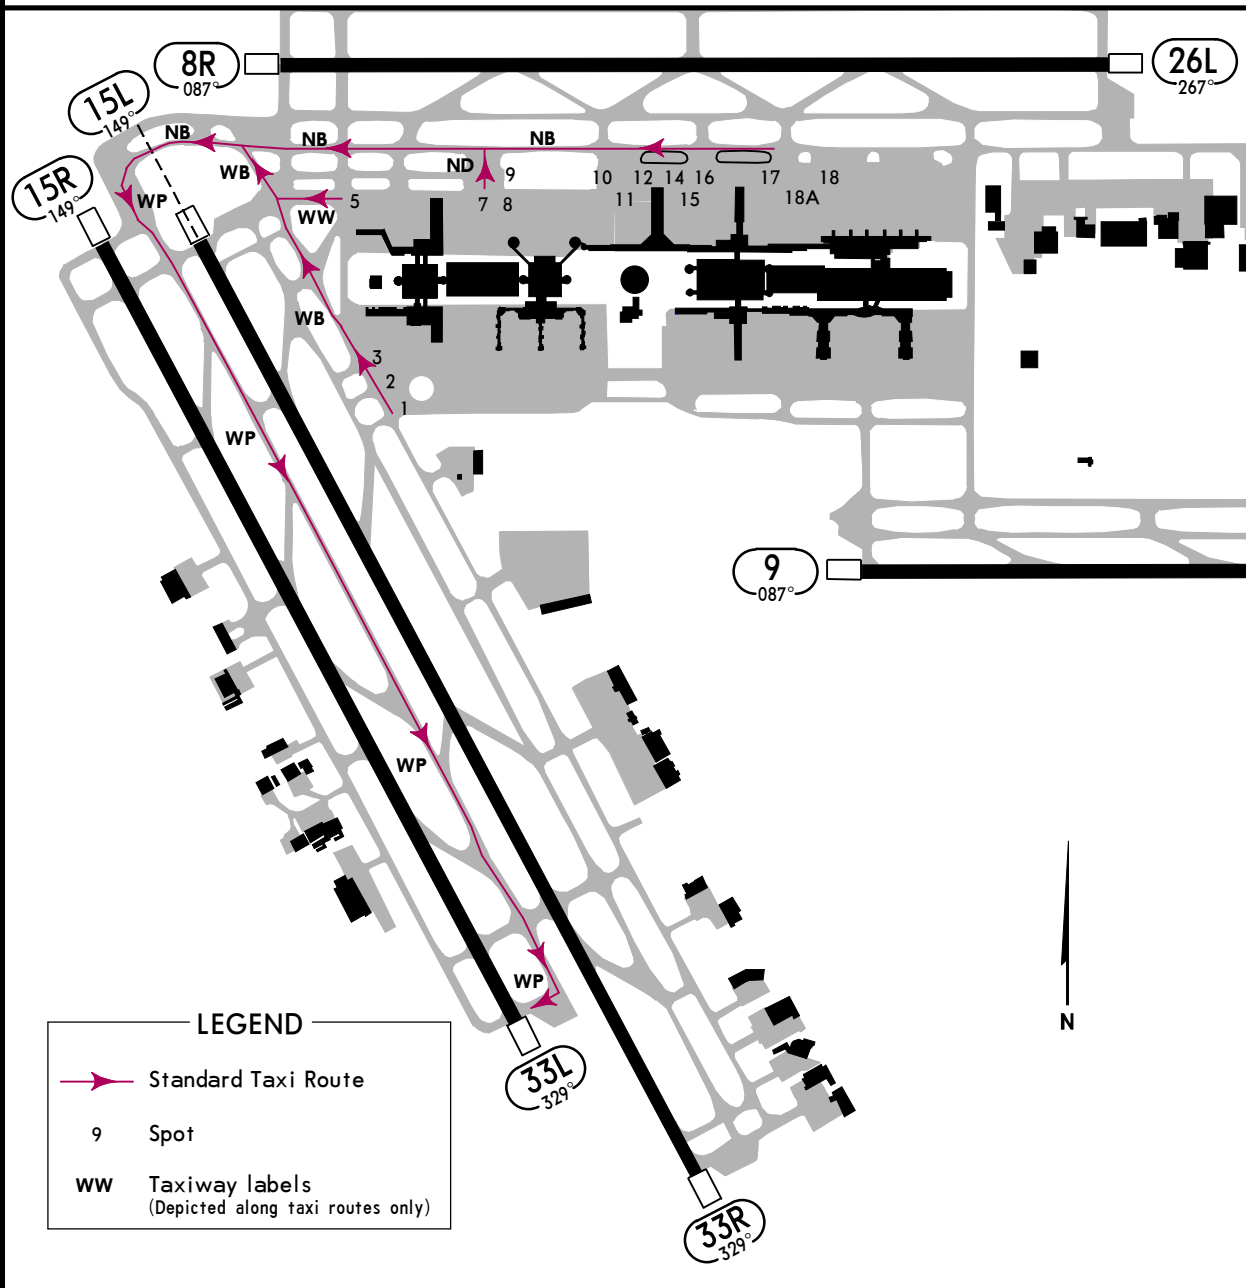 8R
087°
26L
267°
15L
149°
NB
NB
NB
ND
WB
9
10
12
14
16
17
18
15R
149°
WP
5
7
8
11
15
18A
WW
WB
3
2
1
WP
9
087°
WP
WP
N
33L
329°
33R
329°
LEGEND
Standard Taxi Route
9 Spot
WW Taxiway labels
(Depicted along taxi routes only)